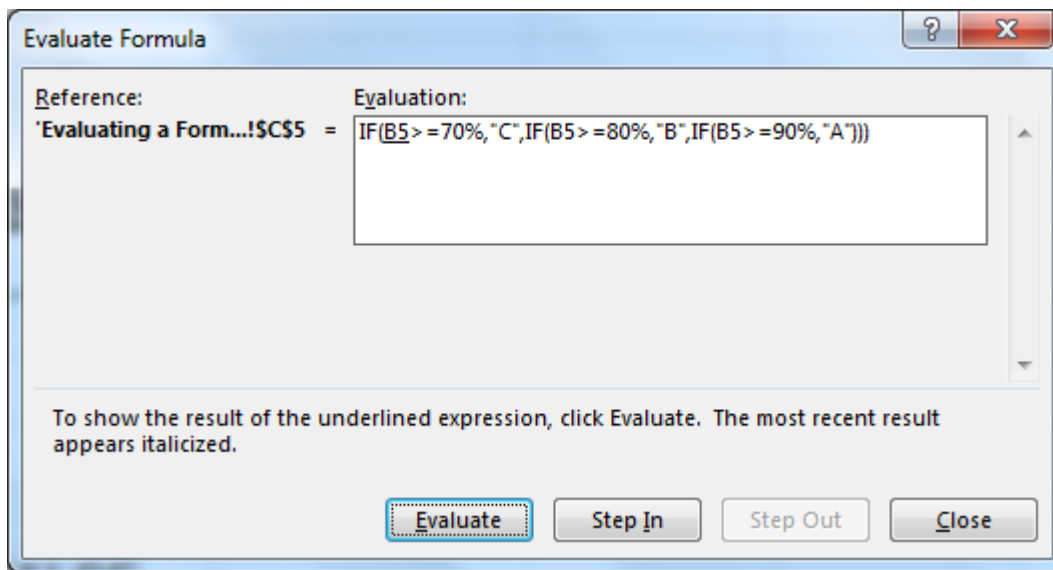 Evaluate Formula
Reference:
Evaluation:
'Evaluating a Form...!$C$5 = IF(B5>=70%,"C",IF(B5>=80%,"B",IF(B5>=90%,"A")))
To show the result of the underlined expression, click Evaluate. The most recent result
appears italicized.
Evaluate
Step In
Step Out
Close